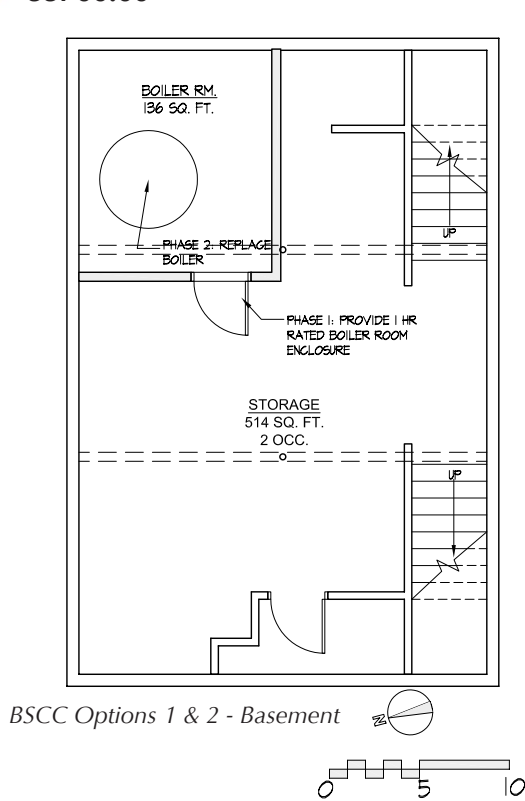 BOILER RM.
136 SQ. FT.
UP
PHASE 2: REPLACE
BOILER
PHASE 1: PROVIDE 1 HR
RATED BOILER ROOM
ENCLOSURE
STORAGE
514 SQ. FT.
2 OCC.
UP
BSCC Options 1 & 2 - Basement
N
0 5 10